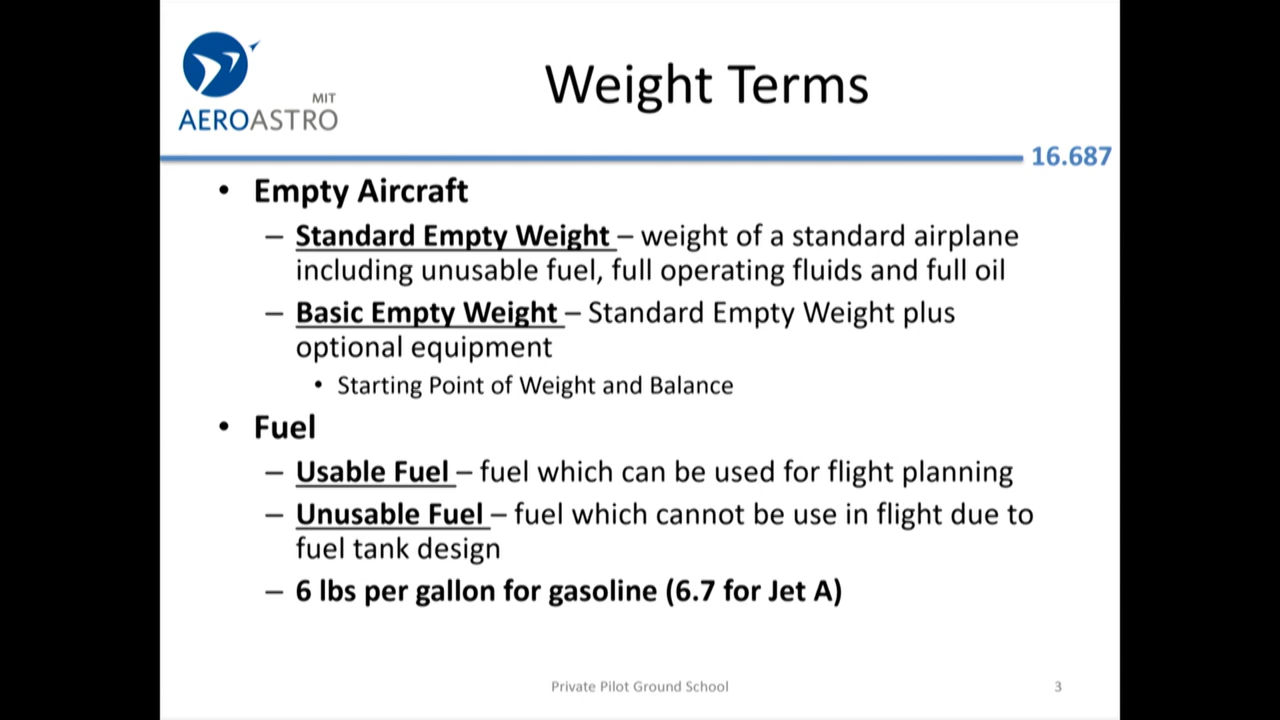 MIT
AEROASTRO
Weight Terms
16.687
• Empty Aircraft
– Standard Empty Weight – weight of a standard airplane
including unusable fuel, full operating fluids and full oil
– Basic Empty Weight – Standard Empty Weight plus
optional equipment
• Starting Point of Weight and Balance
• Fuel
– Usable Fuel – fuel which can be used for flight planning
– Unusable Fuel – fuel which cannot be use in flight due to
fuel tank design
– 6 lbs per gallon for gasoline (6.7 for Jet A)
Private Pilot Ground School
3